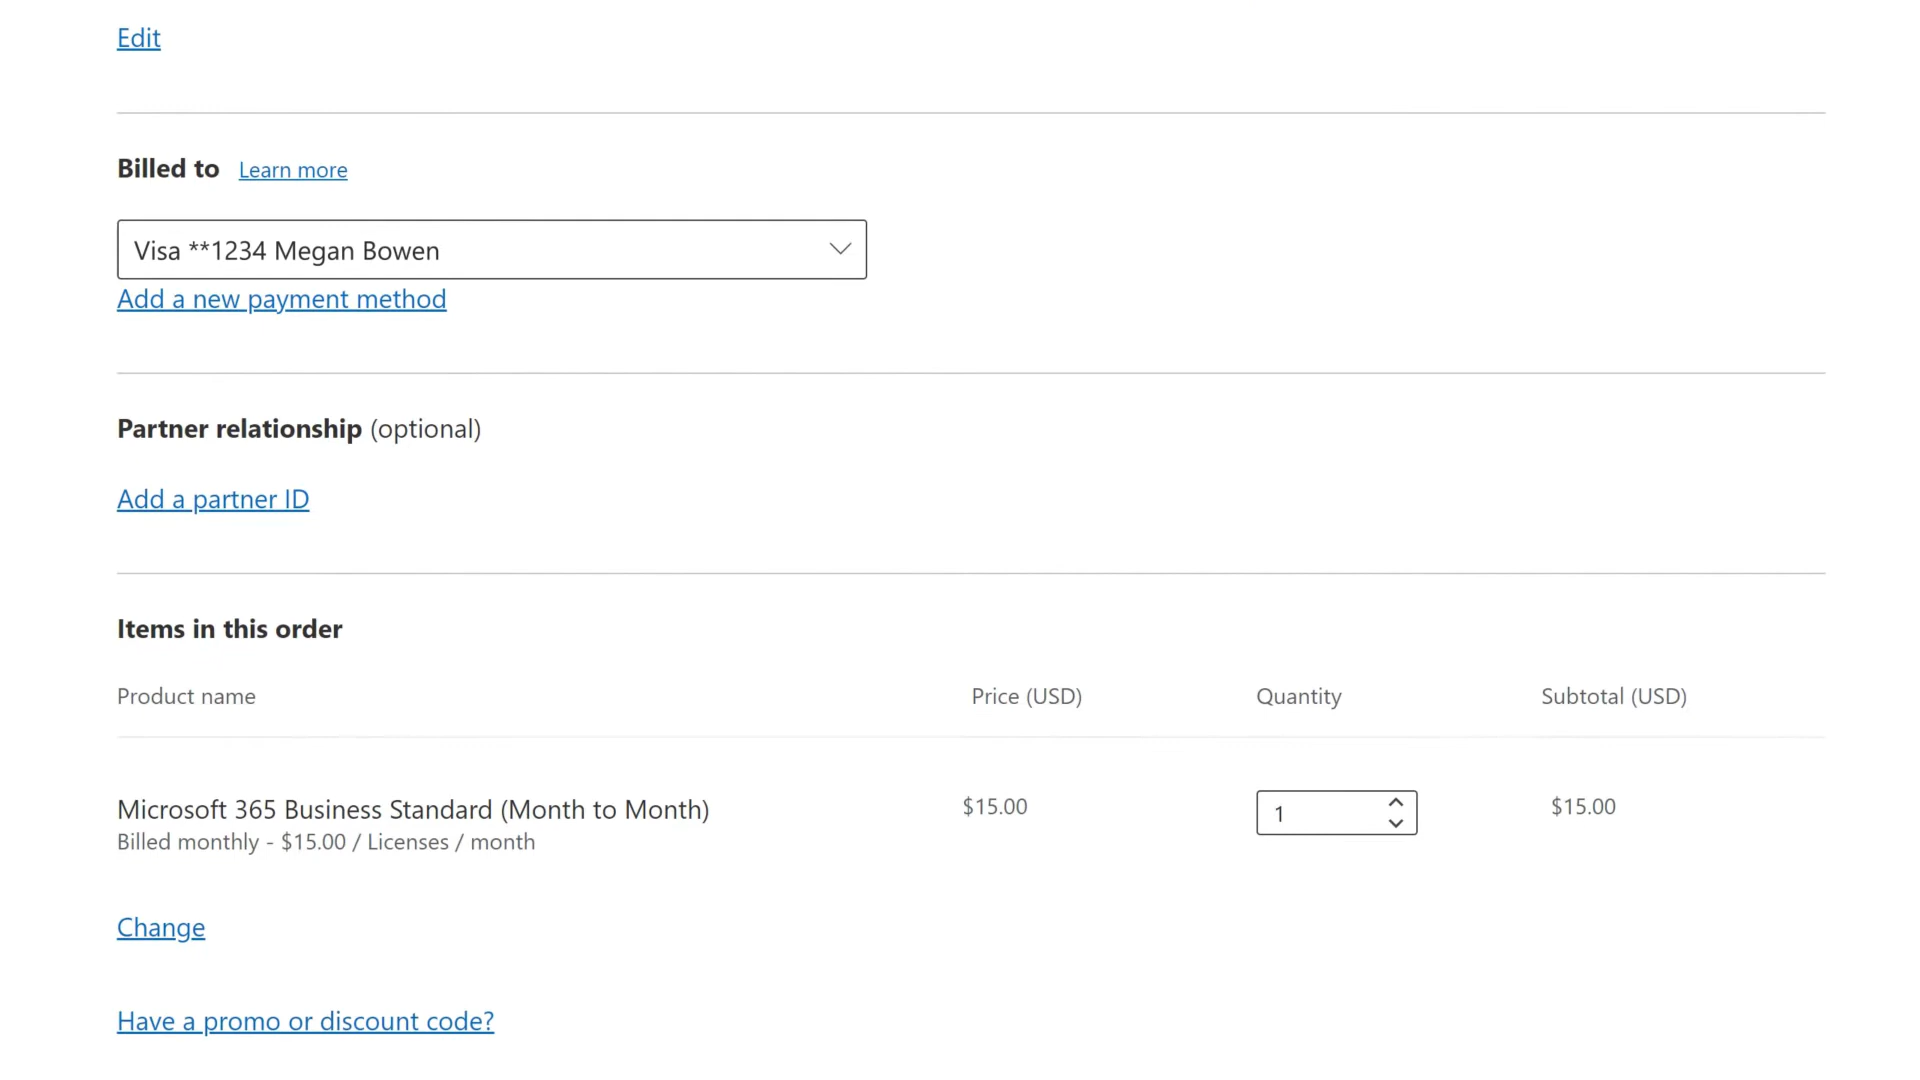 Edit
Billed to Learn more
Visa **1234 Megan Bowen
Add a new payment method
Partner relationship (optional)
Add a partner ID
Items in this order
Product name Price (USD) Quantity Subtotal (USD)
Microsoft 365 Business Standard (Month to Month) $15.00 1 $15.00
Billed monthly - $15.00 / Licenses / month
Change
Have a promo or discount code?